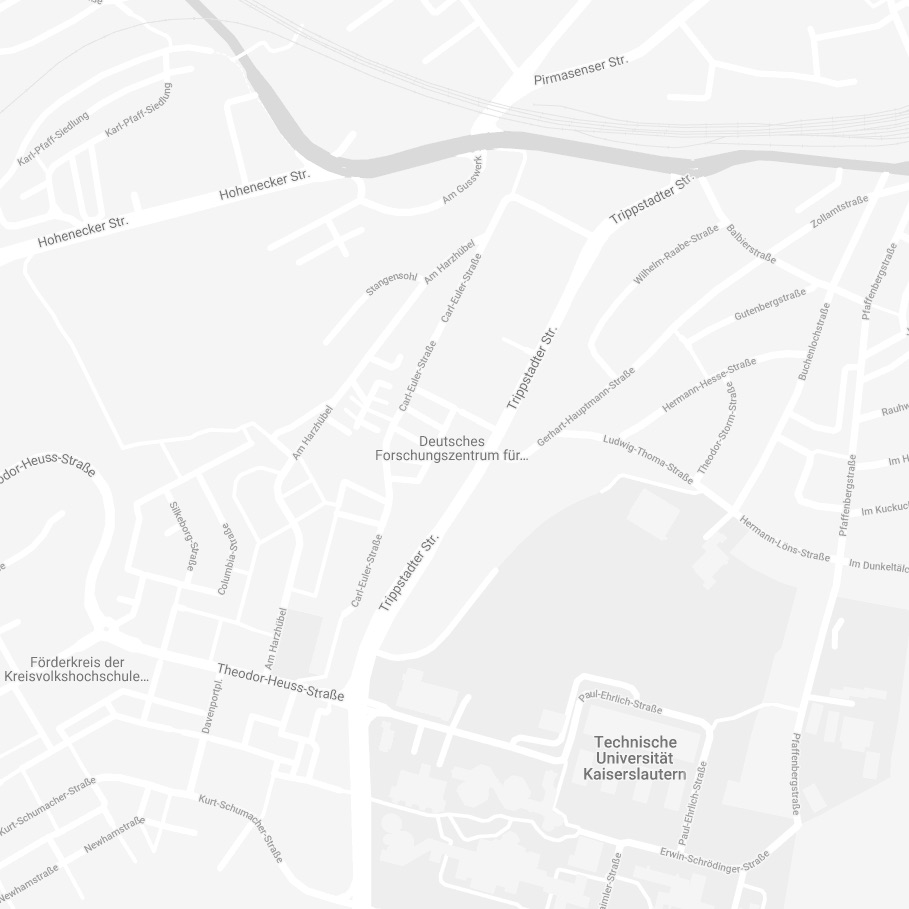 Pirmasenser Str.
Karl-Pfaff-Siedlung
Karl-Pfaff-Siedlung
Hohenecker Str.
Hohenecker Str.
Am Gusswerk
Trippstadter Str.
Zollamtstraße
Balbierstraße
Wilhelm-Raabe-Straße
Pfaffenbergstraße
Am Harzhübel
Stangensohl
Carl-Euler-Straße
Gutenbergstraße
Buchenlochstraße
Trippstadter Str.
Carl-Euler-Straße
Hermann-Hesse-Straße
Gerhart-Hauptmann-Straße
Theodor-Storm-Straße
Rauhw
Am Harzhübel
Deutsches
Forschungszentrum für...
Ludwig-Thoma-Straße
Im H
odor-Heuss-Straße
Pfaffenbergstraße
Im Kuckuck
Silkeborg-Straße
Columbia-Straße
Hermann-Löns-Straße
Im Dunkeltälc
Carl-Euler-Straße
Trippstadter Str.
Am Harzhübel
Förderkreis der
Kreisvolkshochschule...
Theodor-Heuss-Straße
Davenportpl.
Paul-Ehrlich-Straße
Technische
Universität
Kaiserslautern
Pfaffenbergstraße
Paul-Ehrlich-Straße
Kurt-Schumacher-Straße
Kurt-Schumacher-Straße
Newhamstraße
Newhamstraße
Erwin-Schrödinger-Straße
aimler-Straße